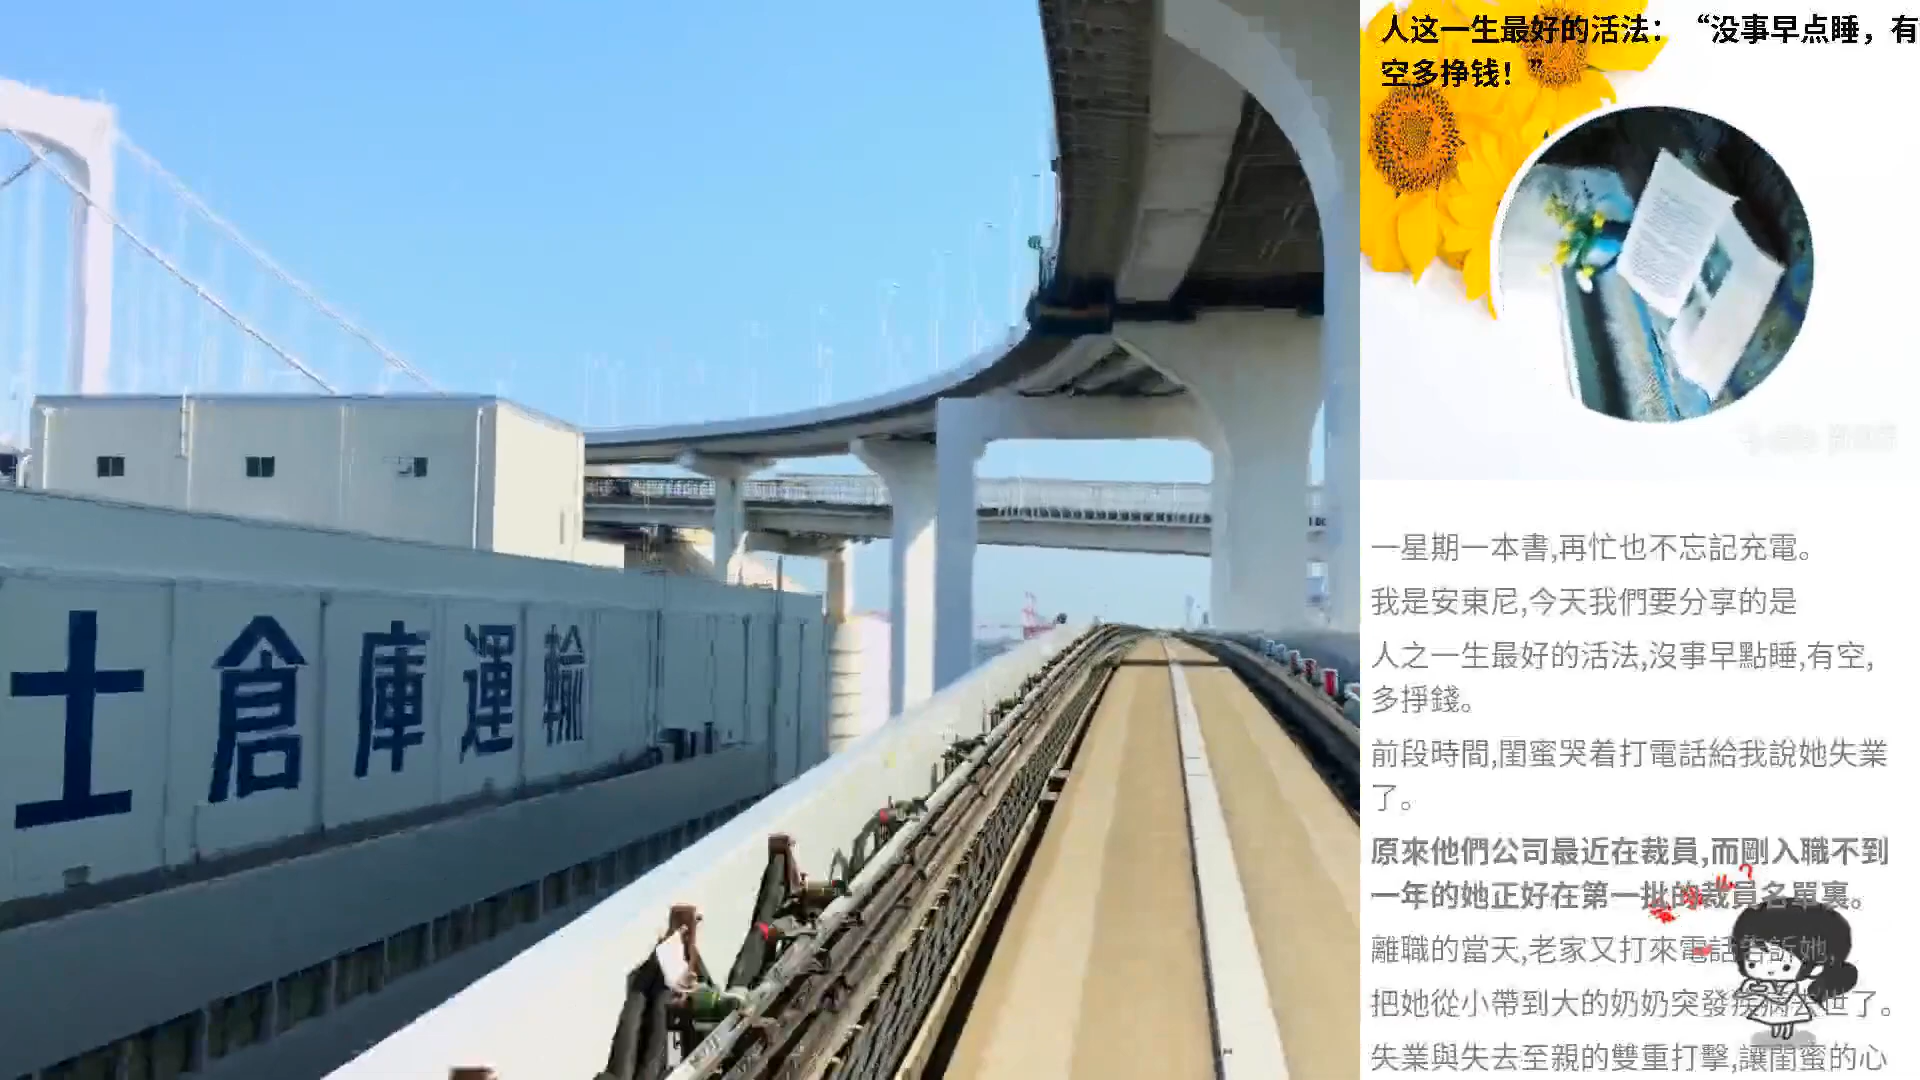 士倉庫運輸
人这一生最好的活法：“没事早点睡，有
空多挣钱！”
一星期一本書,再忙也不忘記充電。
我是安東尼,今天我們要分享的是
人之一生最好的活法,沒事早點睡,有空,
多掙錢。
前段時間,閨蜜哭着打電話給我說她失業
了。
原來他們公司最近在裁員,而剛入職不到
一年的她正好在第一批的裁員名單裏。
離職的當天,老家又打來電話告訴她,
把她從小帶到大的奶奶突發疾病去世了。
失業與失去至親的雙重打擊,讓閨蜜的心